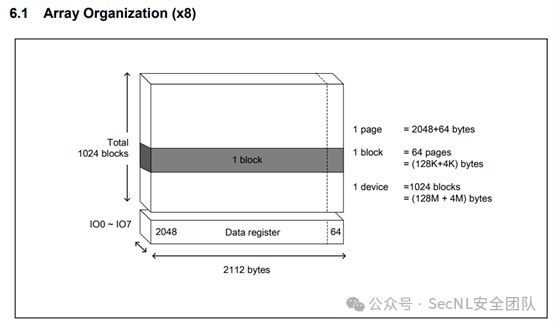 6.1 Array Organization (x8)
Total
1024 blocks
1 block
IO0 ~ IO7
2048 Data register 64
2112 bytes
1 page = 2048+64 bytes
1 block = 64 pages
= (128K+4K) bytes
1 device =1024 blocks
= (128M + 4M) bytes
公众号 · SecNL安全团队